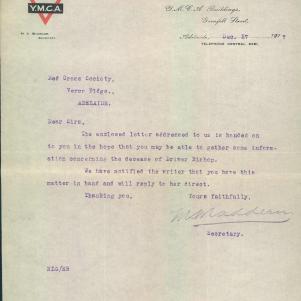 Y.M.C.A.
Y.M.C.A. Buildings,
Grenfell Street,
Adelaide, Dec. 17 191
TELEPHONE CENTRAL
SECRETARY
Red Cross Society,
Verco Bldgs.,
ADELAIDE.
Dear Sirs,
The enclosed letter addressed to us is handed on
to you in the hope that you may be able to gather some infor-
mation concerning the decease of Driver Bishop.
We have notified the writer that you have this
matter in hand and will reply to her direct.
Thanking you, Yours faithfully,
Secretary.